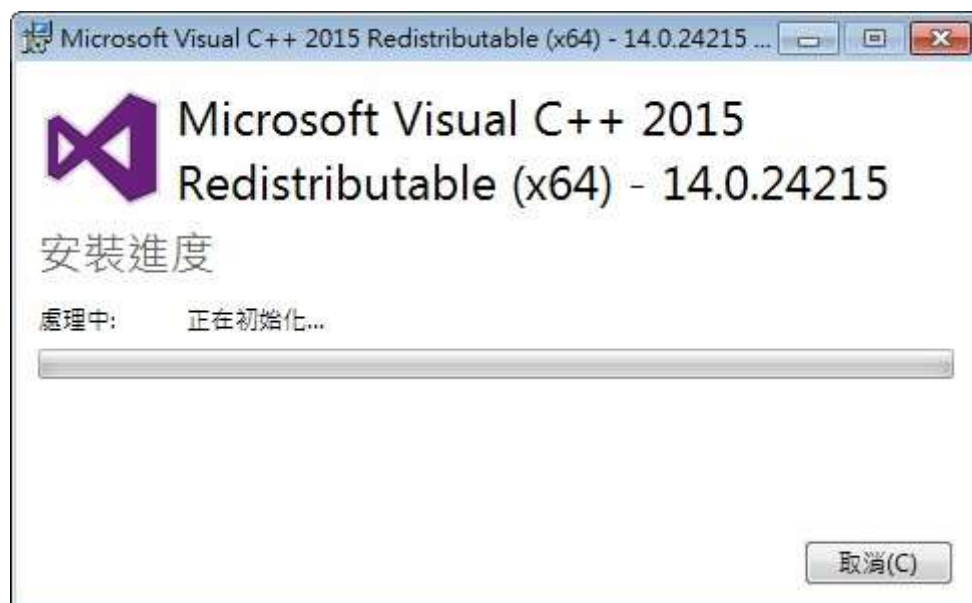 Microsoft Visual C++ 2015 Redistributable (x64) - 14.0.24215 ...
Microsoft Visual C++ 2015
Redistributable (x64) - 14.0.24215
安裝進度
處理中: 正在初始化...
取消(C)